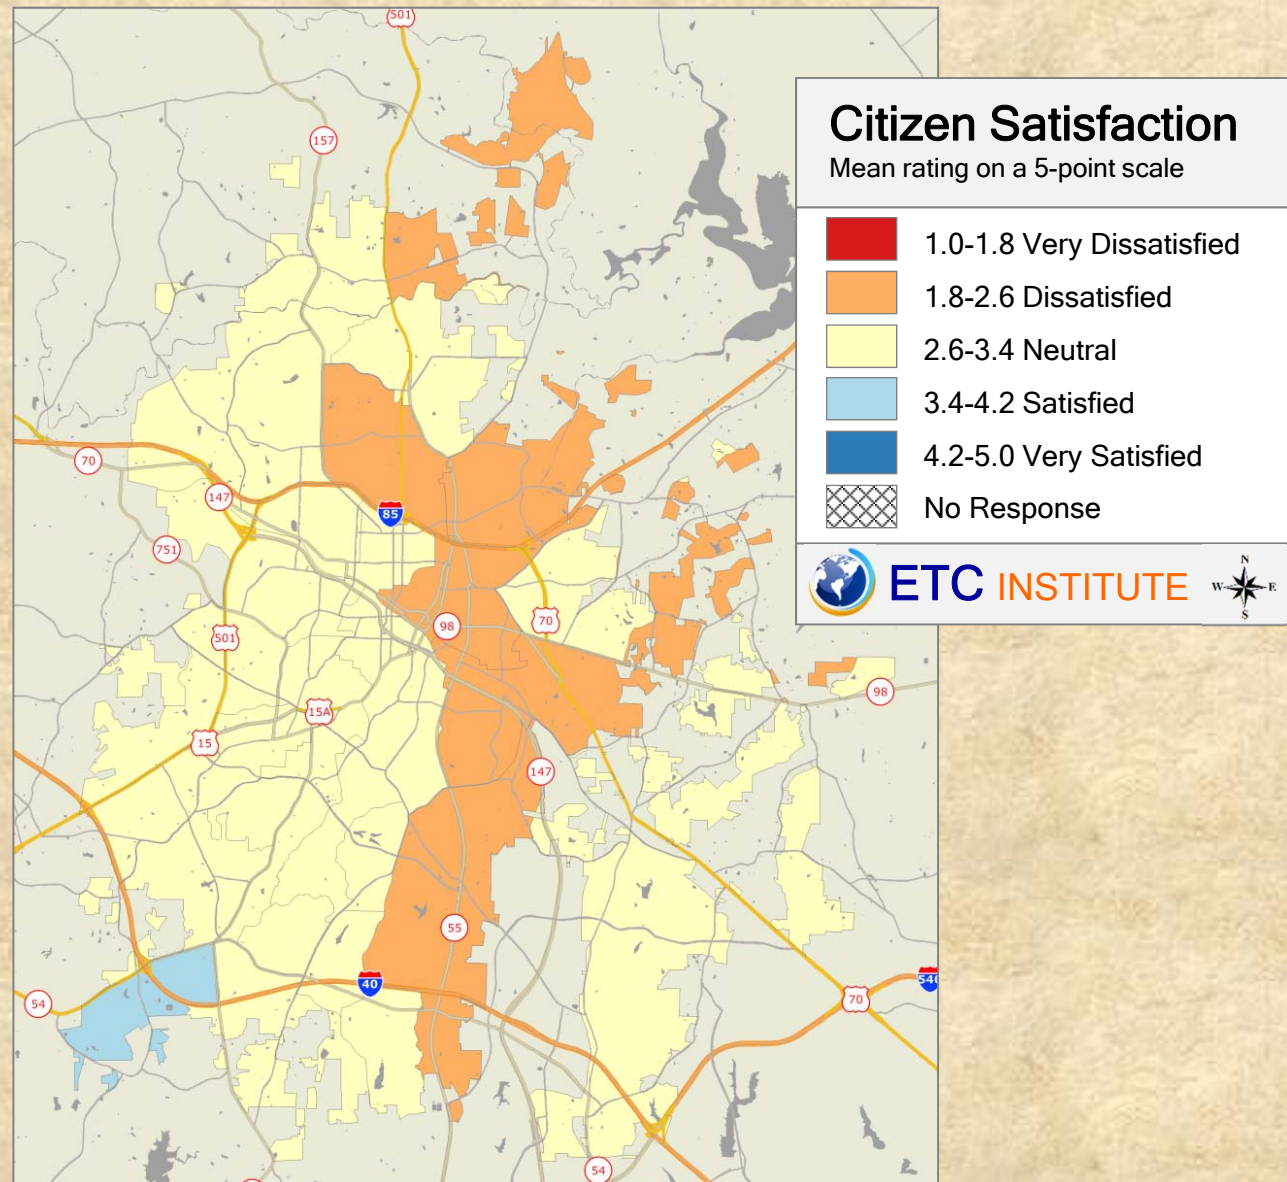 501
157
Citizen Satisfaction
Mean rating on a 5-point scale
1.0-1.8 Very Dissatisfied
1.8-2.6 Dissatisfied
2.6-3.4 Neutral
3.4-4.2 Satisfied
4.2-5.0 Very Satisfied
No Response
ETC INSTITUTE
N
W E
S
70
147
85
751
501
98
70
15A
15
98
147
55
40
54
70
540
54